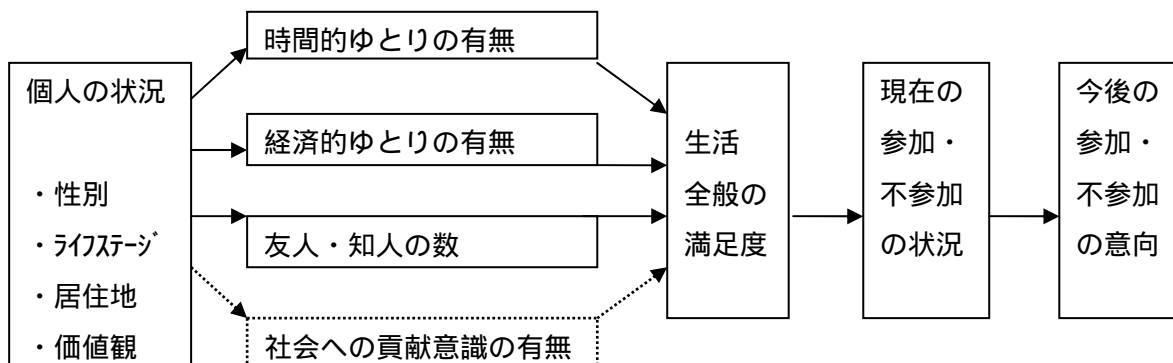 個人の状況
・性別
・ﾗｲﾌｽﾃｰｼﾞ
・居住地
・価値観
時間的ゆとりの有無
経済的ゆとりの有無
友人・知人の数
社会への貢献意識の有無
生活
全般の
満足度
現在の
参加・
不参加
の状況
今後の
参加・
不参加
の意向